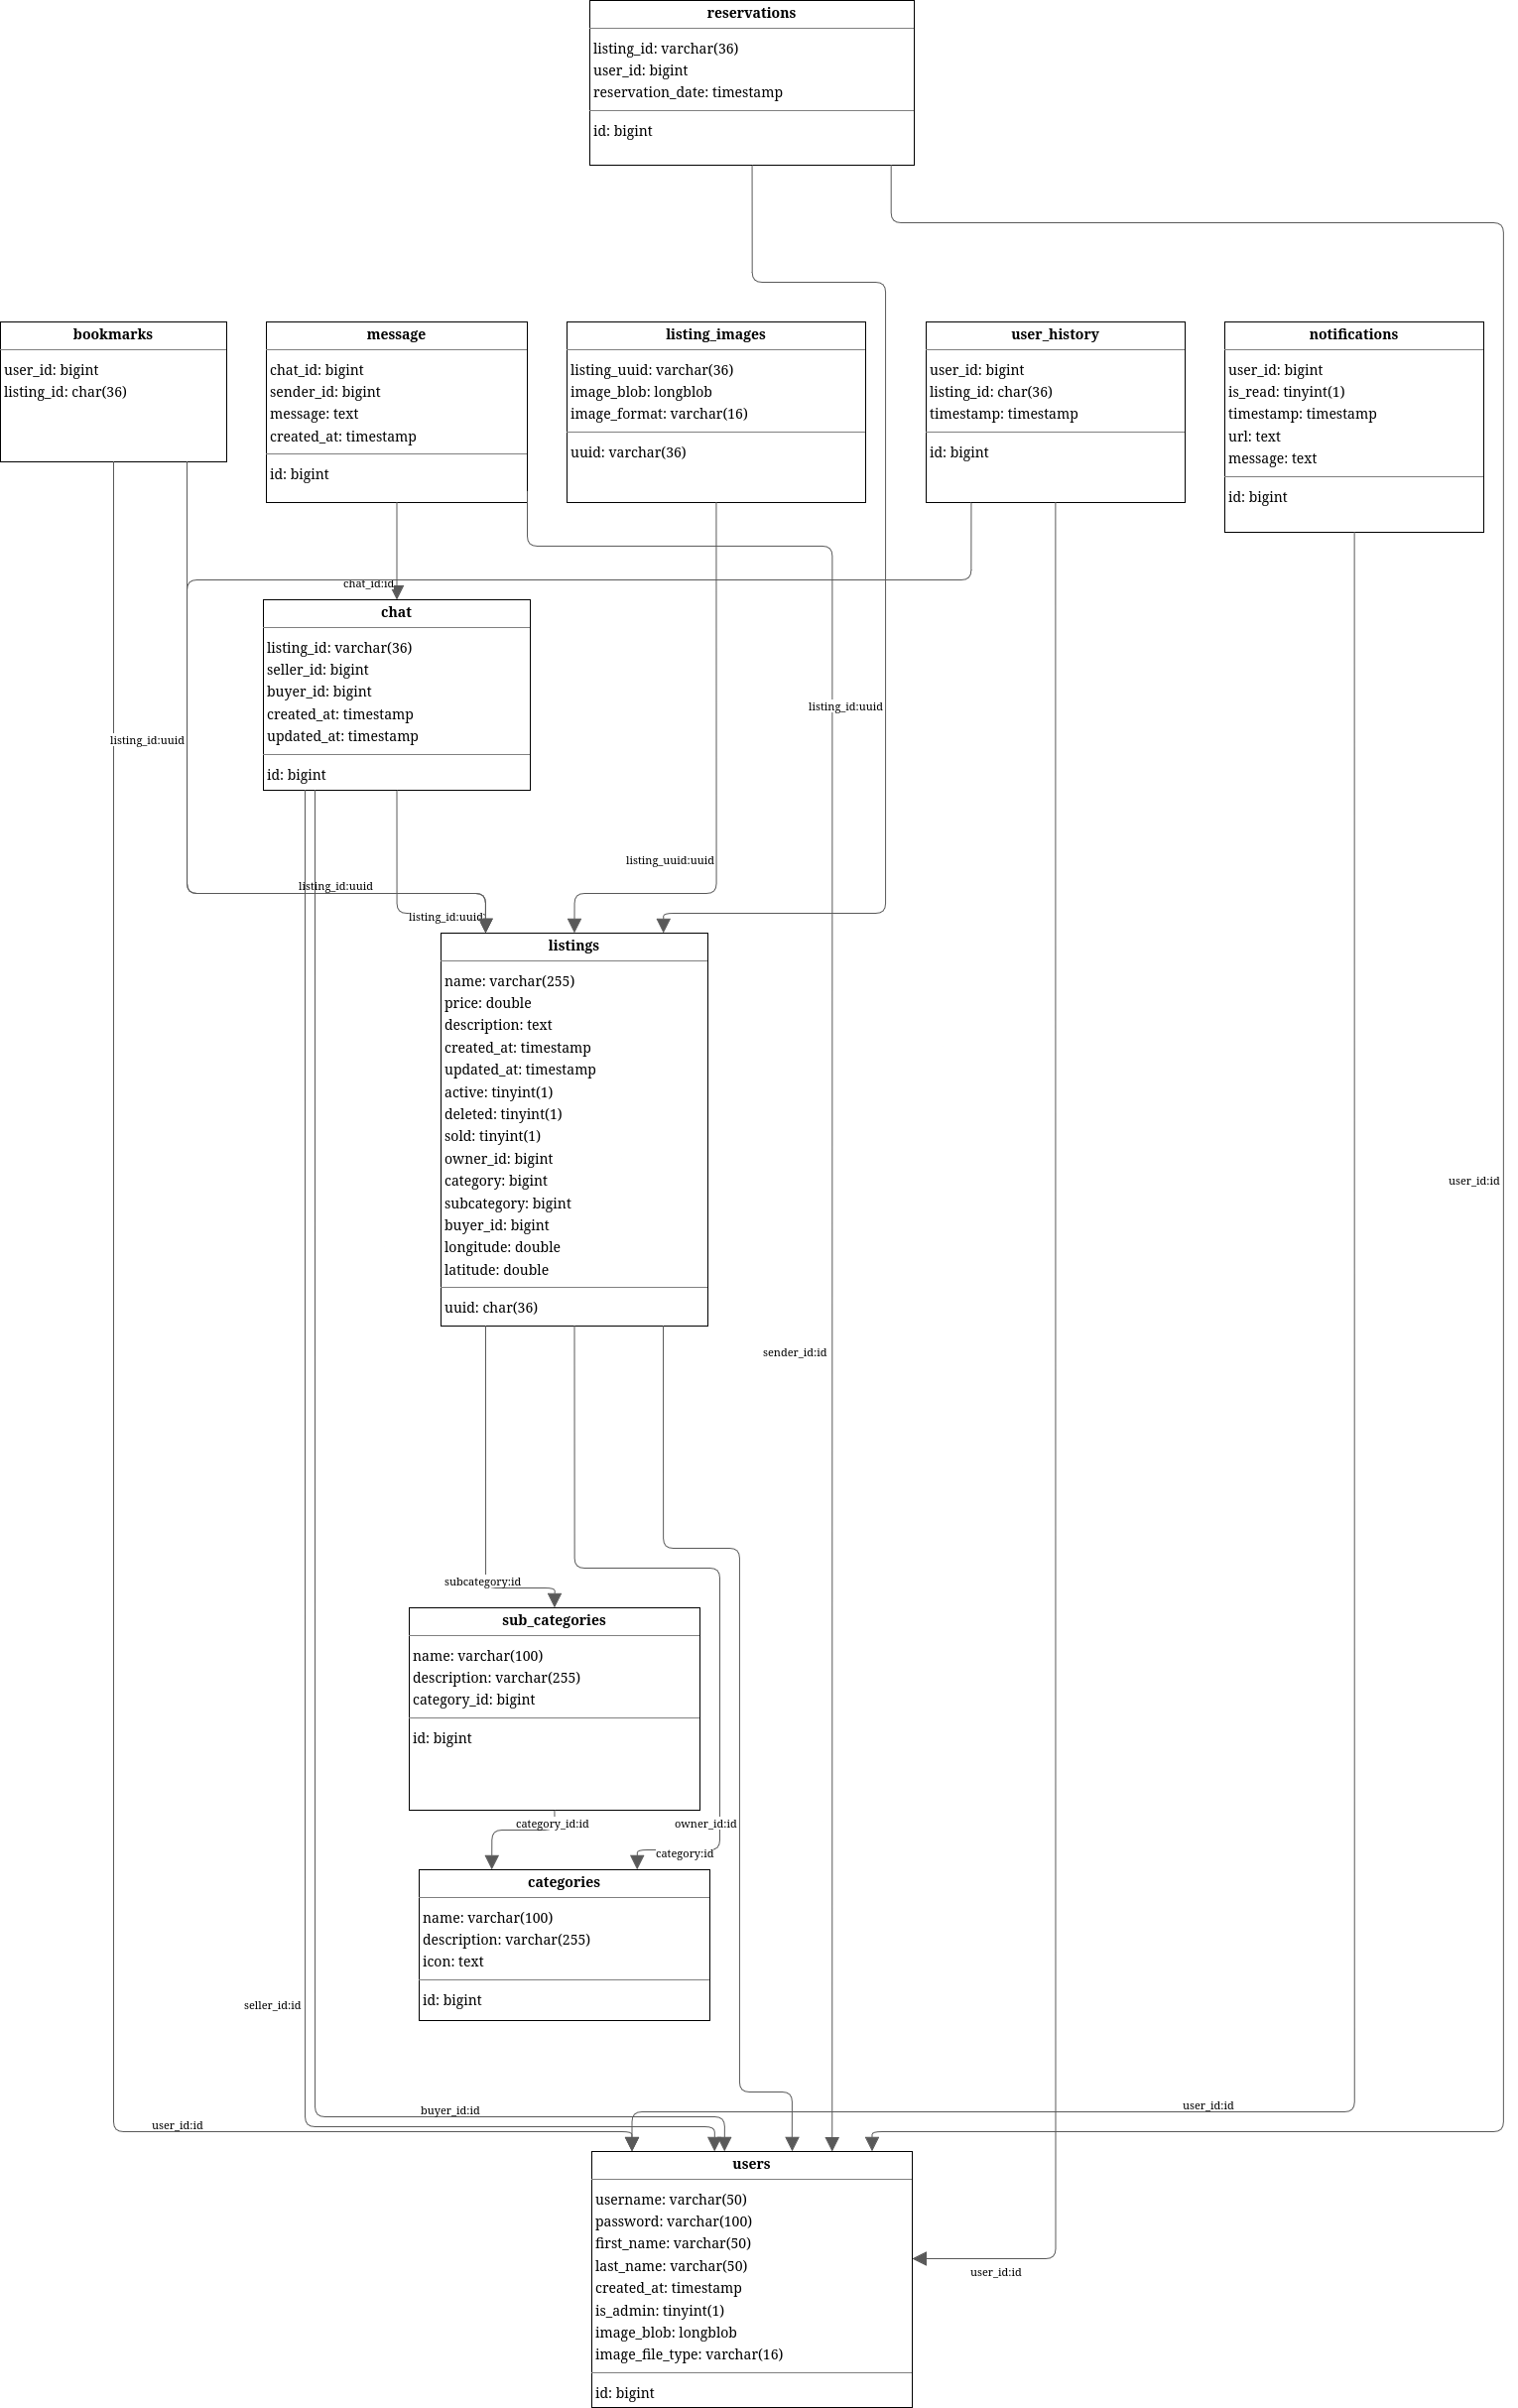 reservations
listing_id: varchar(36)
user_id: bigint
reservation_date: timestamp
id: bigint
bookmarks
user_id: bigint
listing_id: char(36)
message
chat_id: bigint
sender_id: bigint
message: text
created_at: timestamp
id: bigint
listing_images
listing_uuid: varchar(36)
image_blob: longblob
image_format: varchar(16)
uuid: varchar(36)
user_history
user_id: bigint
listing_id: char(36)
timestamp: timestamp
id: bigint
notifications
user_id: bigint
is_read: tinyint(1)
timestamp: timestamp
url: text
message: text
id: bigint
chat_id:id
chat
listing_id: varchar(36)
seller_id: bigint
buyer_id: bigint
created_at: timestamp
updated_at: timestamp
id: bigint
listing_id:uuid
listing_id:uuid
listing_uuid:uuid
listing_id:uuid
listing_id:uuid
listings
name: varchar(255)
price: double
description: text
created_at: timestamp
updated_at: timestamp
active: tinyint(1)
deleted: tinyint(1)
sold: tinyint(1)
owner_id: bigint
category: bigint
subcategory: bigint
buyer_id: bigint
longitude: double
latitude: double
uuid: char(36)
user_id:id
sender_id:id
subcategory:id
sub_categories
name: varchar(100)
description: varchar(255)
category_id: bigint
id: bigint
category_id:id
owner_id:id
category:id
categories
name: varchar(100)
description: varchar(255)
icon: text
id: bigint
seller_id:id
user_id:id
buyer_id:id
user_id:id
users
username: varchar(50)
password: varchar(100)
first_name: varchar(50)
last_name: varchar(50)
created_at: timestamp
is_admin: tinyint(1)
image_blob: longblob
image_file_type: varchar(16)
id: bigint
user_id:id